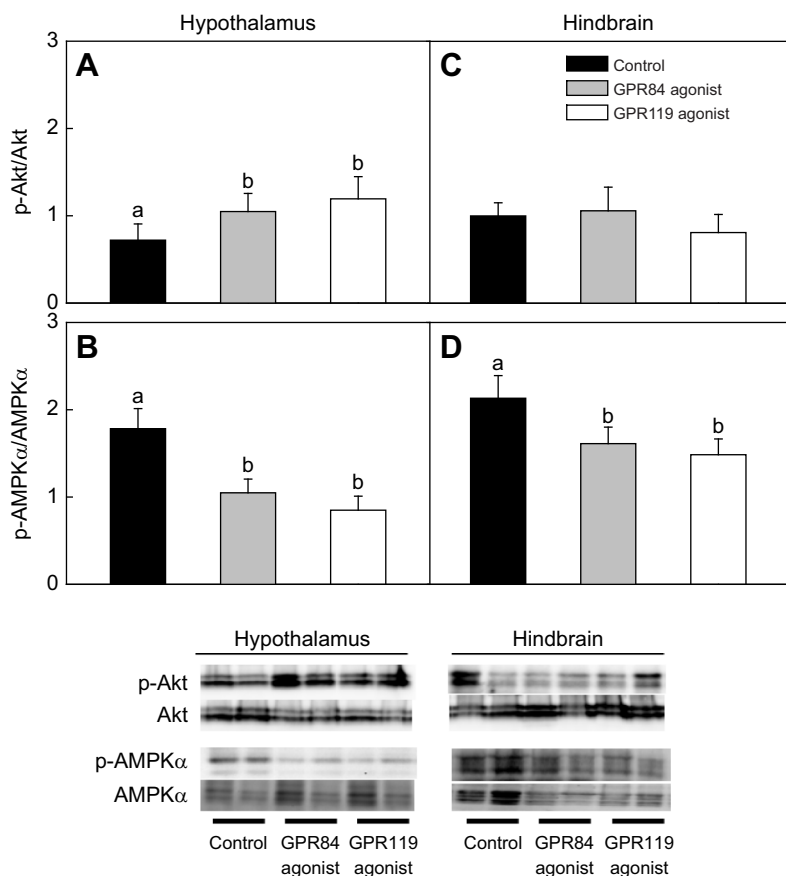 Hypothalamus
Hindbrain
A
C
Control
GPR84 agonist
GPR119 agonist
p-Akt/Akt
3
2
1
0
a
b
b
B
D
p-AMPKα/AMPKα
3
2
1
0
a
b
b
a
b
b
Hypothalamus
Hindbrain
p-Akt
Akt
p-AMPKα
AMPKα
Control
GPR84
agonist
GPR119
agonist
Control
GPR84
agonist
GPR119
agonist